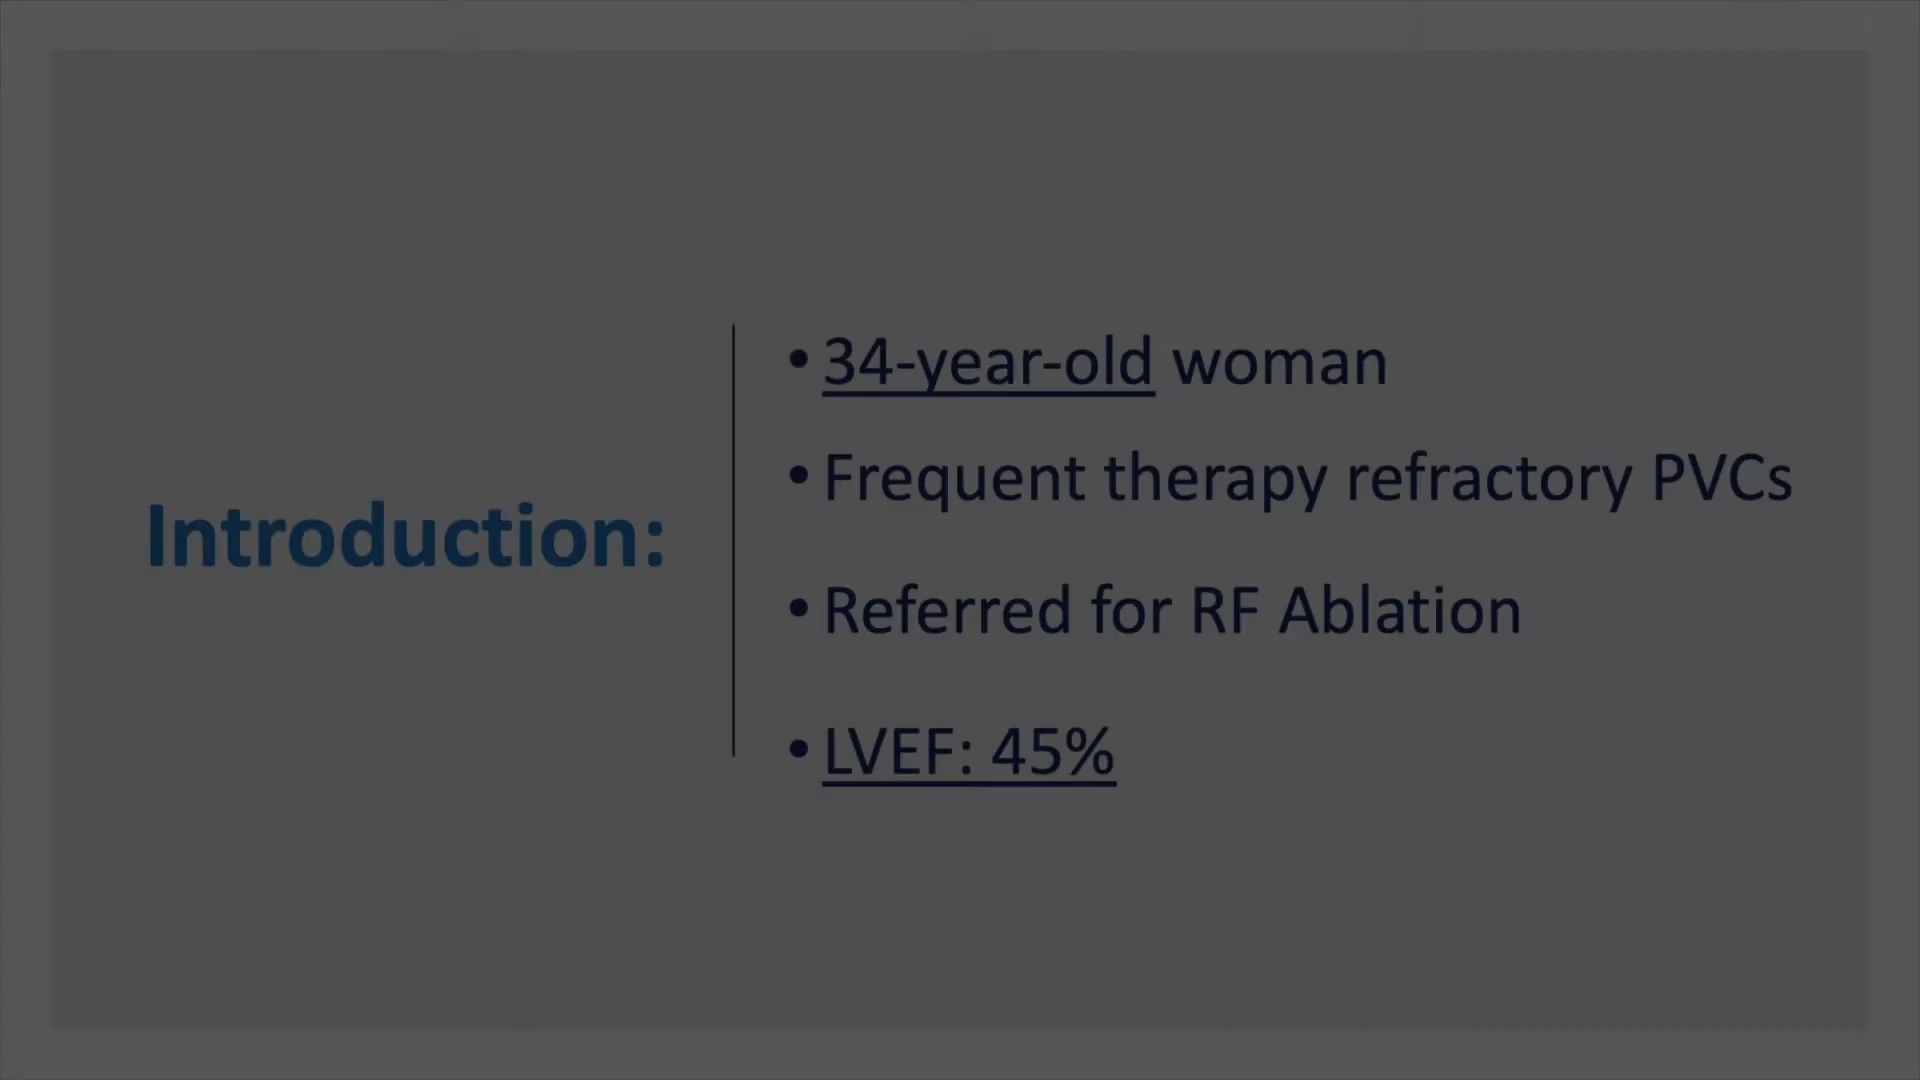 Introduction:
• 34-year-old woman
• Frequent therapy refractory PVCs
• Referred for RF Ablation
• LVEF: 45%